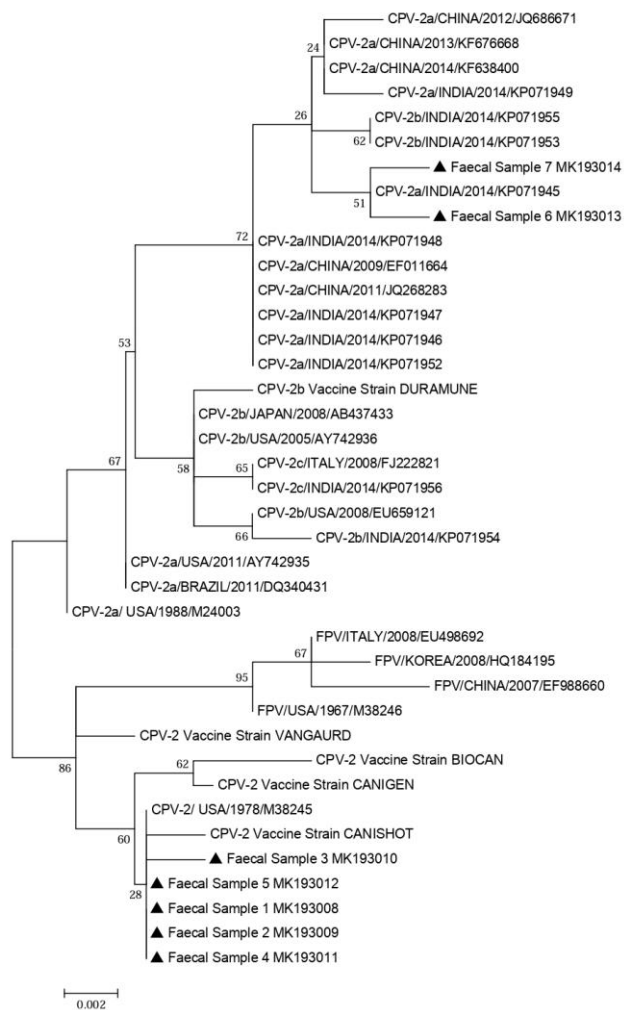 CPV-2a/CHINA/2012/JQ686671
24
CPV-2a/CHINA/2013/KF676668
CPV-2a/CHINA/2014/KF638400
CPV-2a/INDIA/2014/KP071949
26
CPV-2b/INDIA/2014/KP071955
62
CPV-2b/INDIA/2014/KP071953
▲ Faecal Sample 7 MK193014
CPV-2a/INDIA/2014/KP071945
51
▲ Faecal Sample 6 MK193013
72
CPV-2a/INDIA/2014/KP071948
CPV-2a/CHINA/2009/EF011664
CPV-2a/CHINA/2011/JQ268283
CPV-2a/INDIA/2014/KP071947
CPV-2a/INDIA/2014/KP071946
53
CPV-2a/INDIA/2014/KP071952
CPV-2b Vaccine Strain DURAMUNE
CPV-2b/JAPAN/2008/AB437433
CPV-2b/USA/2005/AY742936
67
58
65
CPV-2c/ITALY/2008/FJ222821
CPV-2c/INDIA/2014/KP071956
CPV-2b/USA/2008/EU659121
66
CPV-2b/INDIA/2014/KP071954
CPV-2a/USA/2011/AY742935
CPV-2a/BRAZIL/2011/DQ340431
CPV-2a/ USA/1988/M24003
FPV/ITALY/2008/EU498692
67
FPV/KOREA/2008/HQ184195
95
FPV/CHINA/2007/EF988660
FPV/USA/1967/M38246
CPV-2 Vaccine Strain VANGAURD
86
62
CPV-2 Vaccine Strain BIOCAN
CPV-2 Vaccine Strain CANIGEN
CPV-2/ USA/1978/M38245
60
CPV-2 Vaccine Strain CANISHOT
▲ Faecal Sample 3 MK193010
28
▲ Faecal Sample 5 MK193012
▲ Faecal Sample 1 MK193008
▲ Faecal Sample 2 MK193009
▲ Faecal Sample 4 MK193011
0.002